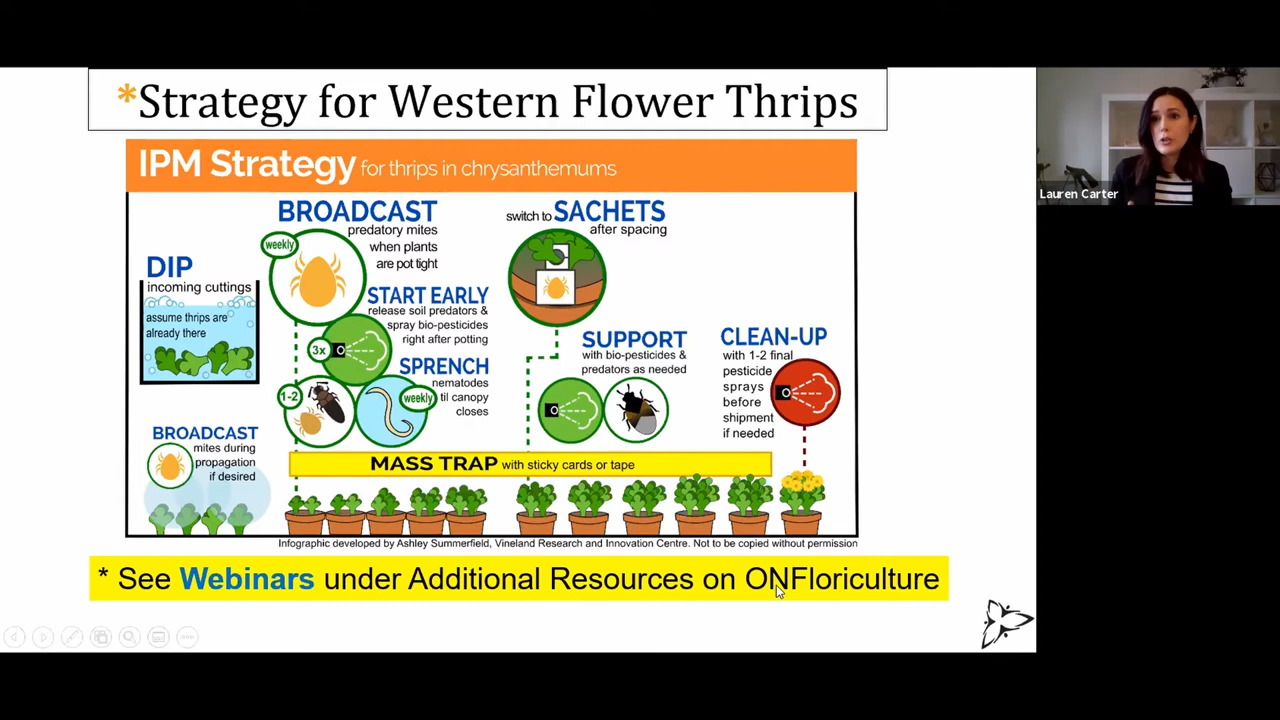 *Strategy for Western Flower Thrips
IPM Strategy for thrips in chrysanthemums
DIP
incoming cuttings
assume thrips are
already there
BROADCAST
mites during
propagation
if desired
BROADCAST
predatory mites
when plants
are pot tight
weekly
START EARLY
release soil predators &
spray bio-pesticides
right after potting
3x
SPRENCH
nematodes
til canopy
closes
1-2
weekly
switch to SACHETS
after spacing
SUPPORT
with bio-pesticides &
predators as needed
CLEAN-UP
with 1-2 final
pesticide
sprays
before
shipment
if needed
MASS TRAP with sticky cards or tape
Infographic developed by Ashley Summerfield, Vineland Research and Innovation Centre. Not to be copied without permission
* See Webinars under Additional Resources on ONFloriculture
Lauren Carter